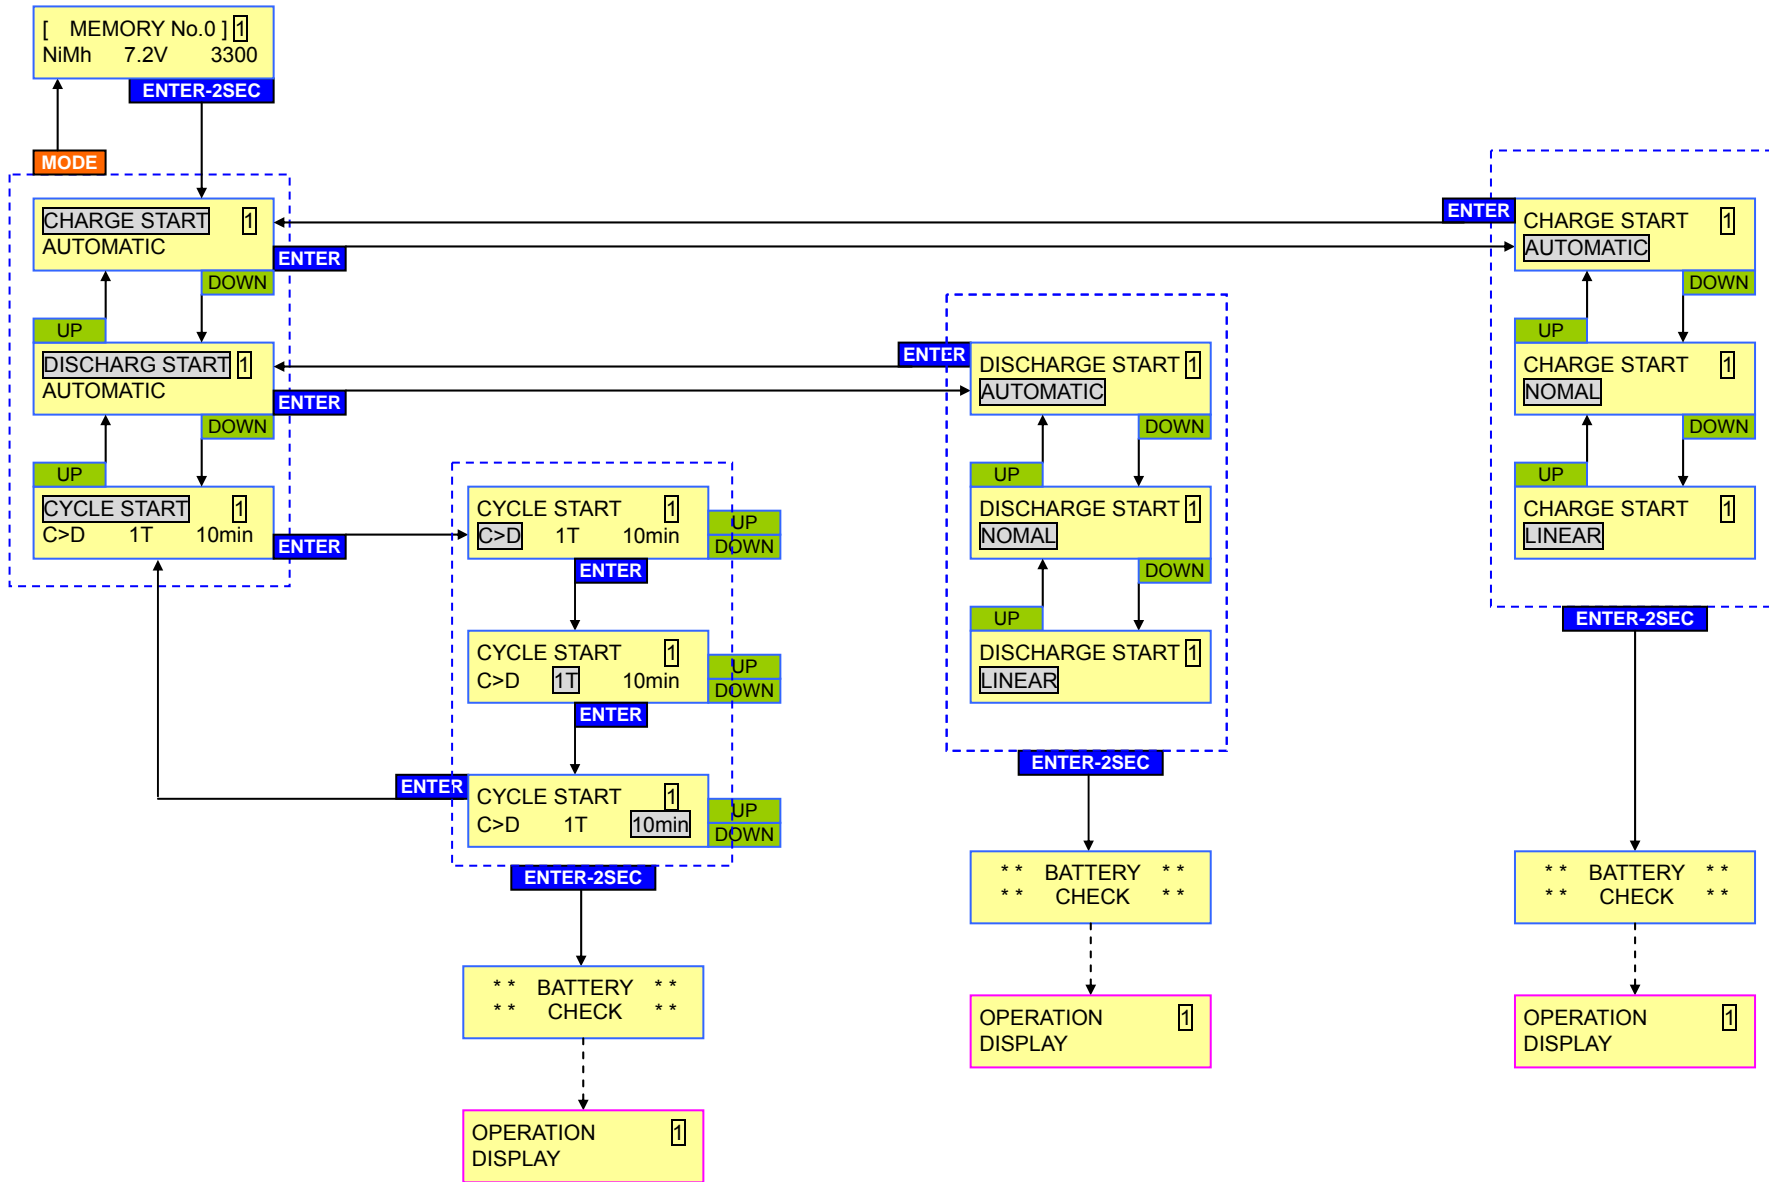 [ MEMORY No.0 ] 1
NiMh 7.2V 3300
ENTER-2SEC
MODE
CHARGE START 1
AUTOMATIC
ENTER
DOWN
UP
DISCHARG START 1
AUTOMATIC
ENTER
DOWN
UP
CYCLE START 1
C>D 1T 10min
ENTER
CYCLE START 1
C>D 1T 10min
UP
DOWN
ENTER
CYCLE START 1
C>D 1T 10min
UP
DOWN
ENTER
ENTER
CYCLE START 1
C>D 1T 10min
UP
DOWN
ENTER-2SEC
** BATTERY **
** CHECK **
OPERATION 1
DISPLAY
ENTER
DISCHARGE START 1
AUTOMATIC
DOWN
UP
DISCHARGE START 1
NOMAL
DOWN
UP
DISCHARGE START 1
LINEAR
ENTER-2SEC
** BATTERY **
** CHECK **
OPERATION 1
DISPLAY
ENTER
CHARGE START 1
AUTOMATIC
DOWN
UP
CHARGE START 1
NOMAL
DOWN
UP
CHARGE START 1
LINEAR
ENTER-2SEC
** BATTERY **
** CHECK **
OPERATION 1
DISPLAY